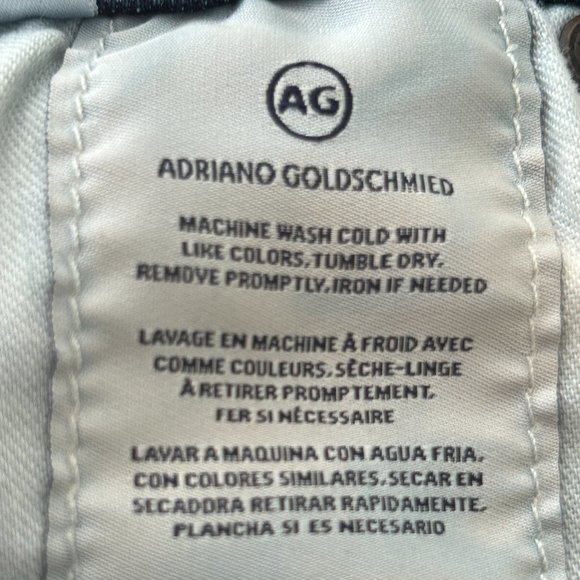 AG
ADRIANO GOLDSCHMIED
MACHINE WASH COLD WITH
LIKE COLORS, TUMBLE DRY,
REMOVE PROMPTLY, IRON IF NEEDED
LAVAGE EN MACHINE À FROID AVEC
COMME COULEURS, SÈCHE-LINGE
À RETIRER PROMPTEMENT,
FER SI NÉCESSAIRE
LAVAR A MAQUINA CON AGUA FRIA,
CON COLORES SIMILARES, SECAR EN
SECADORA RETIRAR RAPIDAMENTE,
PLANCHA SI ES NECESARIO